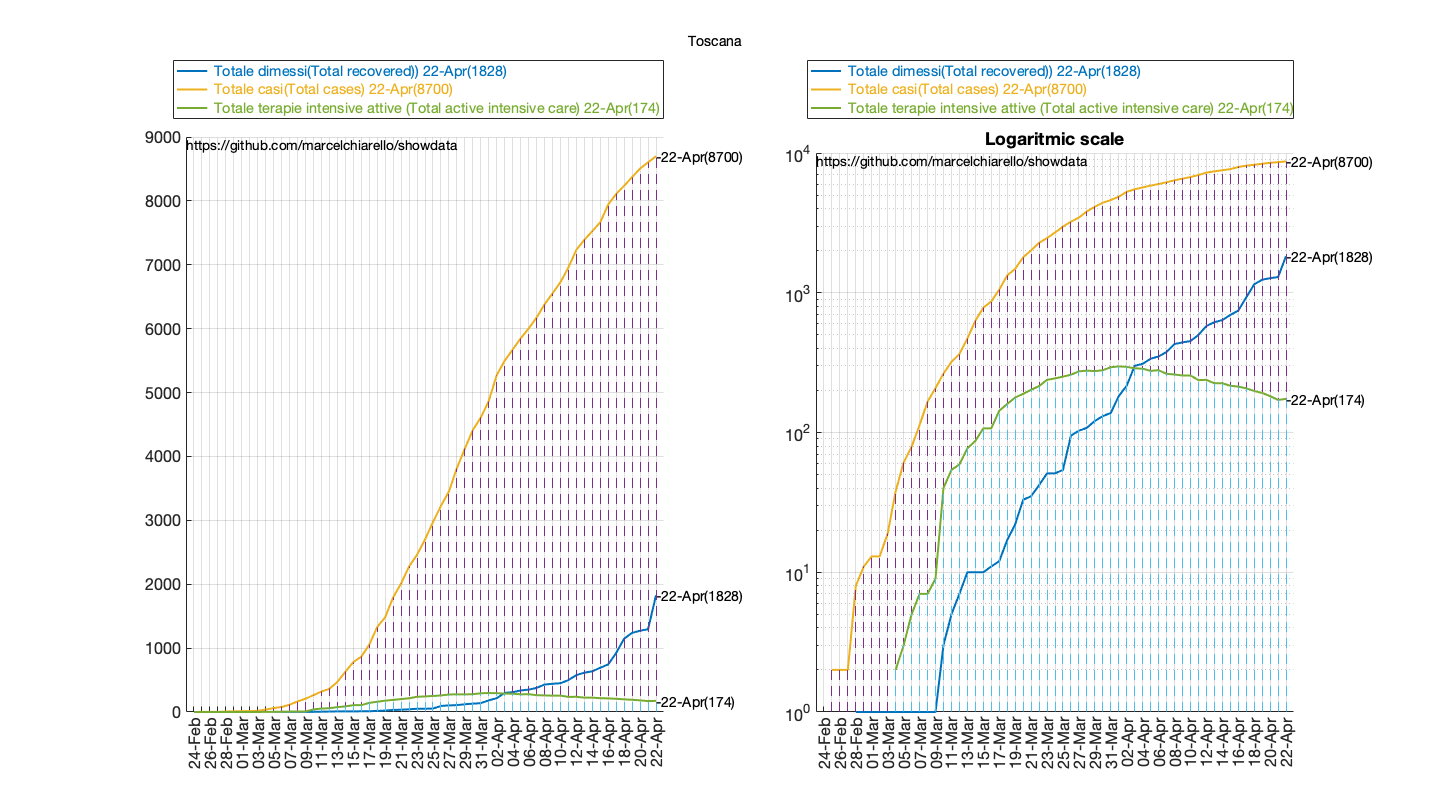 Toscana
Totale dimessi(Total recovered)) 22-Apr(1828)
Totale casi(Total cases) 22-Apr(8700)
Totale terapie intensive attive (Total active intensive care) 22-Apr(174)
9000
https://github.com/marcelchiarello/showdata
22-Apr(8700)
8000
7000
6000
5000
4000
3000
2000
22-Apr(1828)
1000
22-Apr(174)
0
24-Feb
26-Feb
28-Feb
01-Mar
03-Mar
05-Mar
07-Mar
09-Mar
11-Mar
13-Mar
15-Mar
17-Mar
19-Mar
21-Mar
23-Mar
25-Mar
27-Mar
29-Mar
31-Mar
02-Apr
04-Apr
06-Apr
08-Apr
10-Apr
12-Apr
14-Apr
16-Apr
18-Apr
20-Apr
22-Apr
Totale dimessi(Total recovered)) 22-Apr(1828)
Totale casi(Total cases) 22-Apr(8700)
Totale terapie intensive attive (Total active intensive care) 22-Apr(174)
Logaritmic scale
10^4
https://github.com/marcelchiarello/showdata
22-Apr(8700)
22-Apr(1828)
10^3
22-Apr(174)
10^2
10^1
10^0
24-Feb
26-Feb
28-Feb
01-Mar
03-Mar
05-Mar
07-Mar
09-Mar
11-Mar
13-Mar
15-Mar
17-Mar
19-Mar
21-Mar
23-Mar
25-Mar
27-Mar
29-Mar
31-Mar
02-Apr
04-Apr
06-Apr
08-Apr
10-Apr
12-Apr
14-Apr
16-Apr
18-Apr
20-Apr
22-Apr